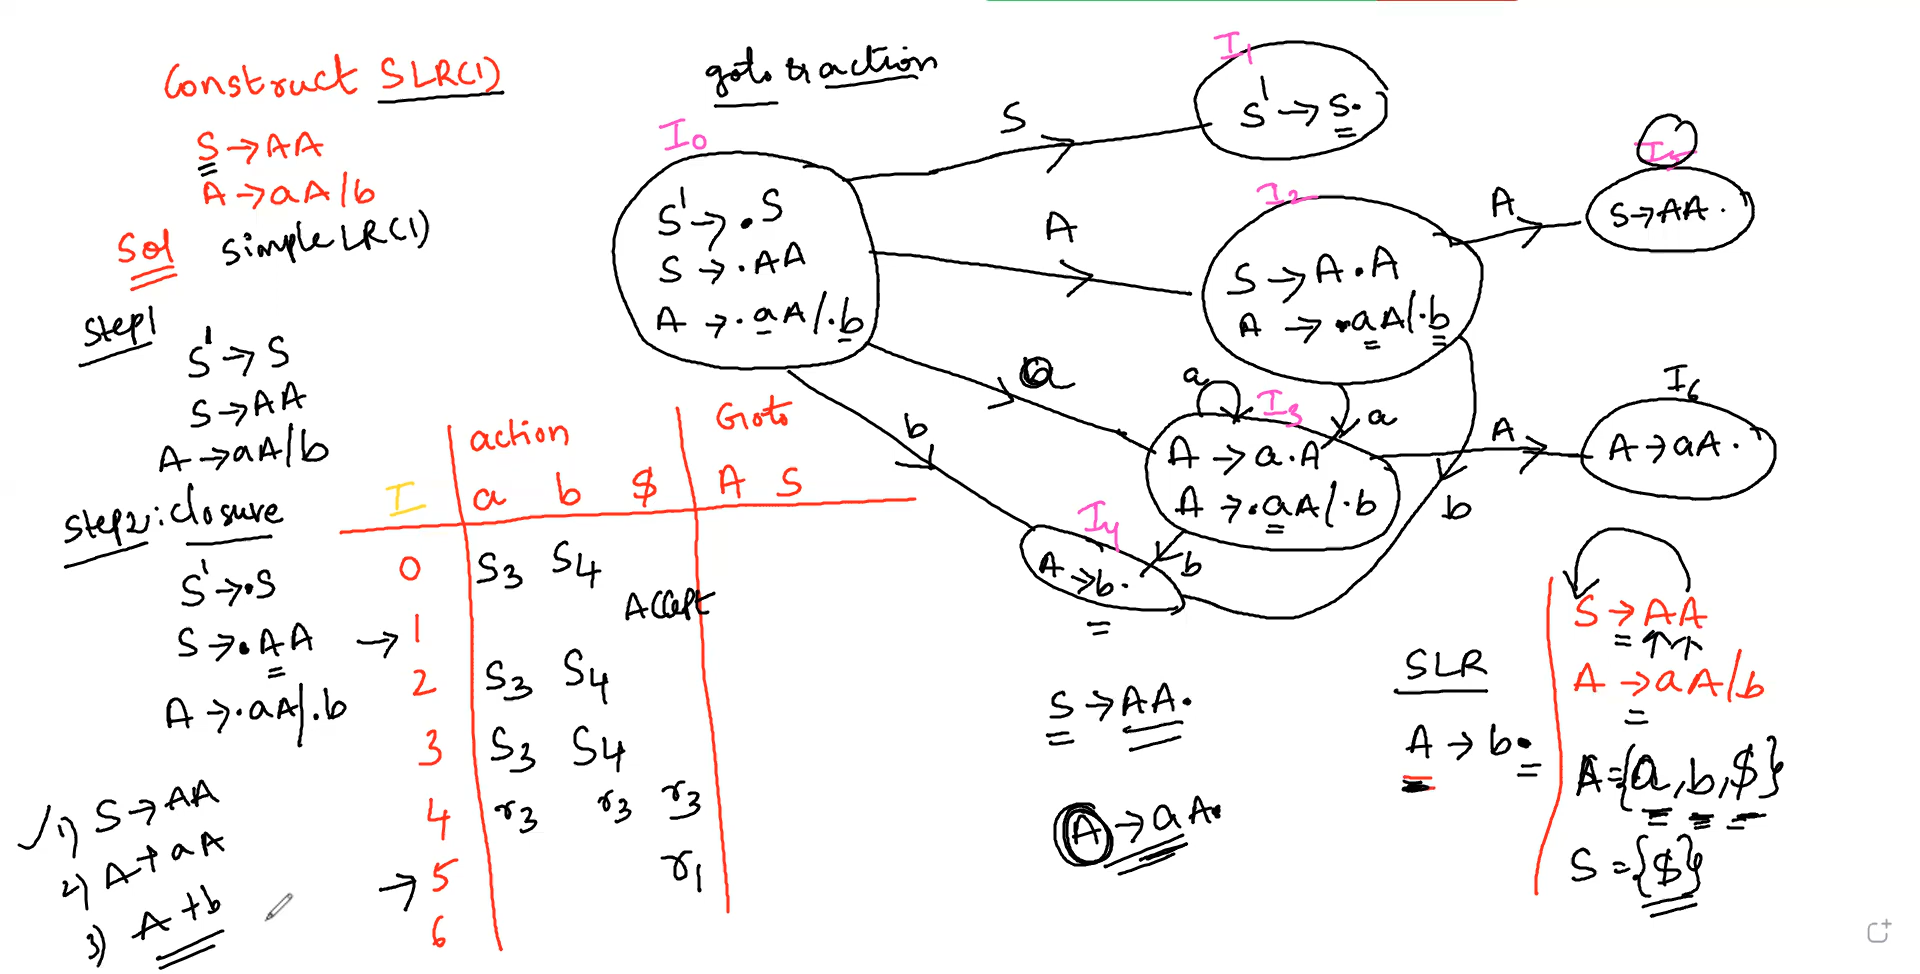 Construct SLR(1)
S → AA
A → aA/b
Sol simple LR(1)
Step1
S' → S
S → AA
A → aA/b
Step2: closure
S' → .S
S → .AA
A → .aA/.b
1) S → AA
2) A → aA
3) A → b
goto & action
I0
S' → .S
S → .AA
A → .aA/.b
S
I1
S' → S.
A
I2
S → A.A
A → .aA/.b
A
I5
S → AA.
a
a
I3
a
A → a.A
A → .aA/.b
A
I6
A → aA.
b
I4
A → b.
b
b
action Goto
I a b $ A S
0 S3 S4
1 Accept
2 S3 S4
3 S3 S4
4 r3 r3 r3
5 r1
6
S → AA.
A → aA.
SLR
A → b.
S → AA
A → aA/b
A = {a,b,$}
S = {$}